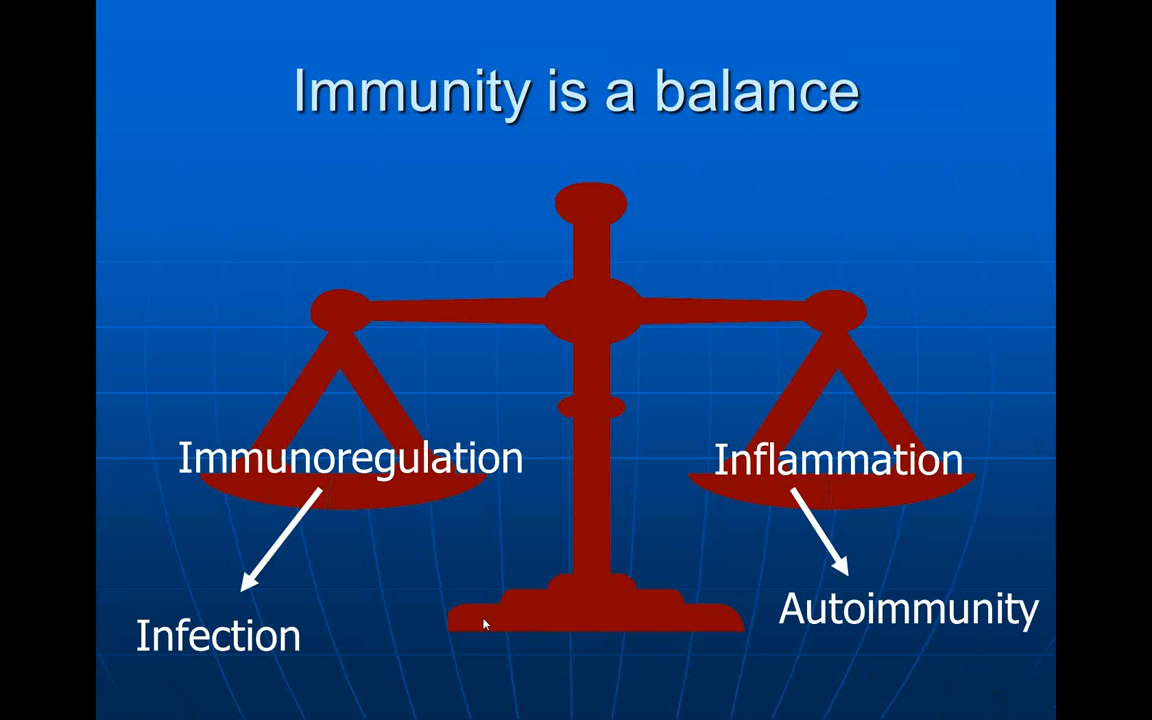 Immunity is a balance
Immunoregulation
Inflammation
Infection
Autoimmunity